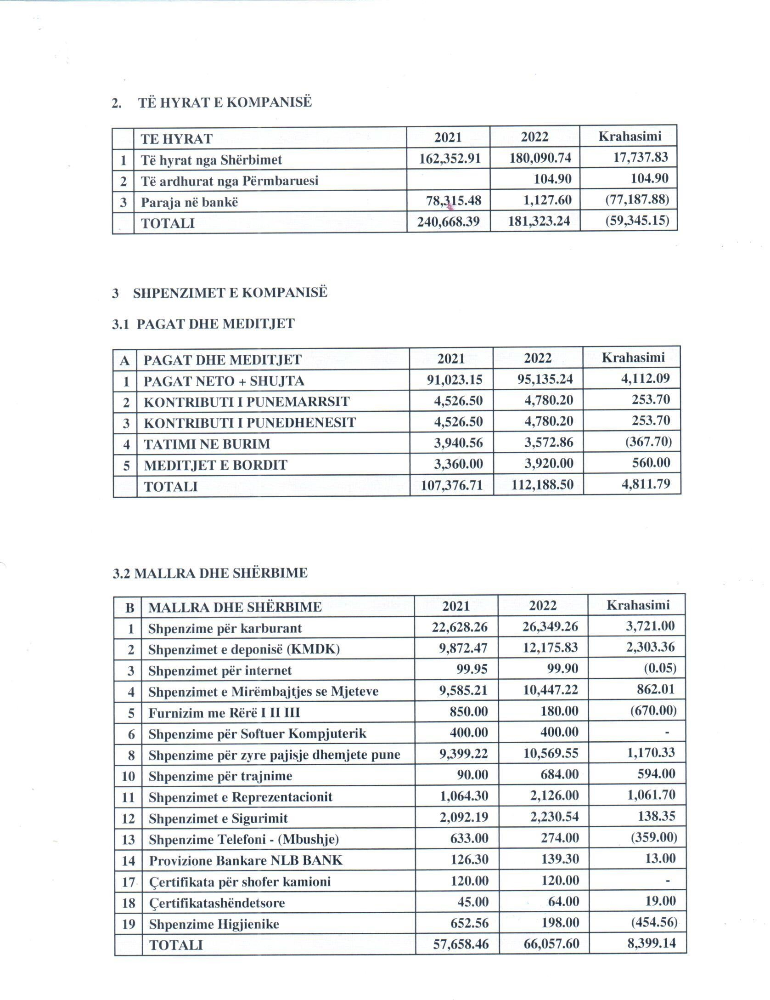 2. TË HYRAT E KOMPANISË
TE HYRAT 2021 2022 Krahasimi
1 Të hyrat nga Shërbimet 162,352.91 180,090.74 17,737.83
2 Të ardhurat nga Përmbaruesi 104.90 104.90
3 Paraja në bankë 78,315.48 1,127.60 (77,187.88)
TOTALI 240,668.39 181,323.24 (59,345.15)
3 SHPENZIMET E KOMPANISË
3.1 PAGAT DHE MEDITJET
A PAGAT DHE MEDITJET 2021 2022 Krahasimi
1 PAGAT NETO + SHUJTA 91,023.15 95,135.24 4,112.09
2 KONTRIBUTI I PUNEMARRSIT 4,526.50 4,780.20 253.70
3 KONTRIBUTI I PUNEDHENESIT 4,526.50 4,780.20 253.70
4 TATIMI NE BURIM 3,940.56 3,572.86 (367.70)
5 MEDITJET E BORDIT 3,360.00 3,920.00 560.00
TOTALI 107,376.71 112,188.50 4,811.79
3.2 MALLRA DHE SHËRBIME
B MALLRA DHE SHËRBIME 2021 2022 Krahasimi
1 Shpenzime për karburant 22,628.26 26,349.26 3,721.00
2 Shpenzimet e deponisë (KMDK) 9,872.47 12,175.83 2,303.36
3 Shpenzimet për internet 99.95 99.90 (0.05)
4 Shpenzimet e Mirëmbajtjes se Mjeteve 9,585.21 10,447.22 862.01
5 Furnizim me Rërë I II III 850.00 180.00 (670.00)
6 Shpenzime për Softuer Kompjuterik 400.00 400.00 -
8 Shpenzime për zyre pajisje dhemjete pune 9,399.22 10,569.55 1,170.33
10 Shpenzime për trajnime 90.00 684.00 594.00
11 Shpenzimet e Reprezentacionit 1,064.30 2,126.00 1,061.70
12 Shpenzimet e Sigurimit 2,092.19 2,230.54 138.35
13 Shpenzime Telefoni - (Mbushje) 633.00 274.00 (359.00)
14 Provizione Bankare NLB BANK 126.30 139.30 13.00
17 Çertifikata për shofer kamioni 120.00 120.00 -
18 Çertifikatashëndetsore 45.00 64.00 19.00
19 Shpenzime Higjienike 652.56 198.00 (454.56)
TOTALI 57,658.46 66,057.60 8,399.14